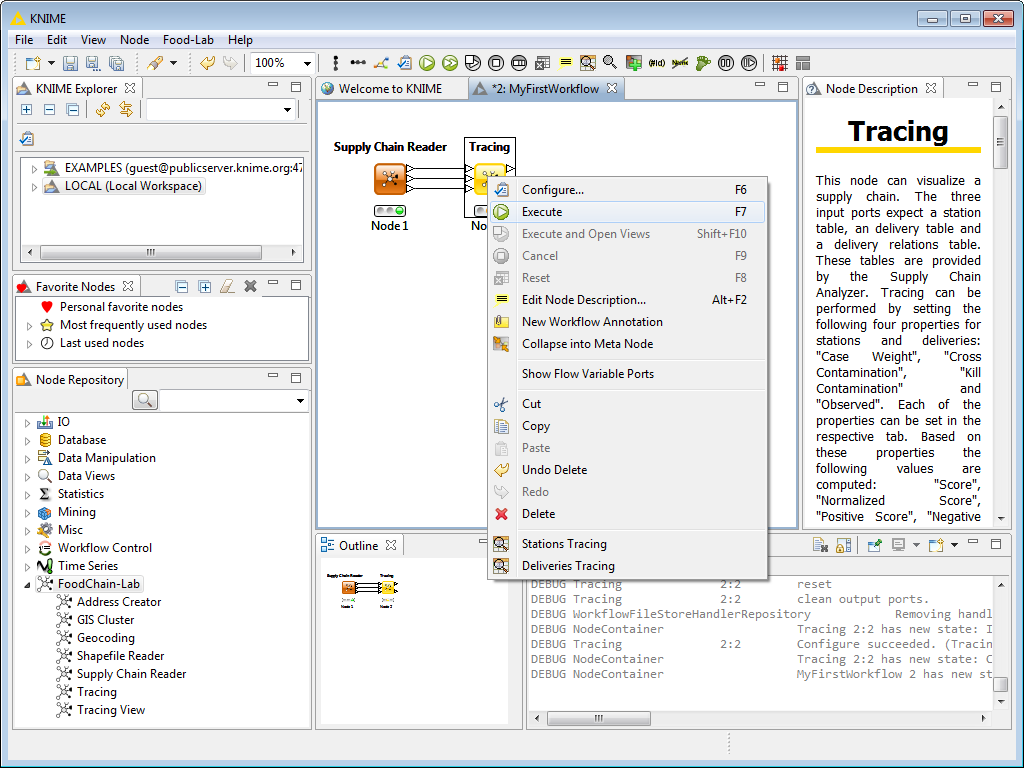 KNIME
File Edit View Node Food-Lab Help
100%
KNIME Explorer
EXAMPLES (guest@publicserver.knime.org:47
LOCAL (Local Workspace)
Favorite Nodes
Personal favorite nodes
Most frequently used nodes
Last used nodes
Node Repository
IO
Database
Data Manipulation
Data Views
Statistics
Mining
Misc
Workflow Control
Time Series
FoodChain-Lab
Address Creator
GIS Cluster
Geocoding
Shapefile Reader
Supply Chain Reader
Tracing
Tracing View
Welcome to KNIME
*2: MyFirstWorkflow
Supply Chain Reader
Node 1
Tracing
No
Configure... F6
Execute F7
Execute and Open Views Shift+F10
Cancel F9
Reset F8
Edit Node Description... Alt+F2
New Workflow Annotation
Collapse into Meta Node
Show Flow Variable Ports
Cut
Copy
Paste
Undo Delete
Redo
Delete
Stations Tracing
Deliveries Tracing
Node Description
Tracing
This node can visualize a
supply chain. The three
input ports expect a station
table, an delivery table and
a delivery relations table.
These tables are provided
by the Supply Chain
Analyzer. Tracing can be
performed by setting the
following four properties for
stations and deliveries:
"Case Weight", "Cross
Contamination", "Kill
Contamination" and
"Observed". Each of the
properties can be set in the
respective tab. Based on
these properties the
following values are
computed: "Score",
"Normalized Score",
"Positive Score", "Negative
Outline
Supply Chain Reader
Tracing
Node 1
Node 2
DEBUG Tracing 2:2 reset
DEBUG Tracing 2:2 clean output ports.
DEBUG WorkflowFileStoreHandlerRepository Removing handl
DEBUG NodeContainer Tracing 2:2 has new state: I
DEBUG Tracing 2:2 Configure succeeded. (Tracin
DEBUG NodeContainer Tracing 2:2 has new state: C
DEBUG NodeContainer MyFirstWorkflow 2 has new st